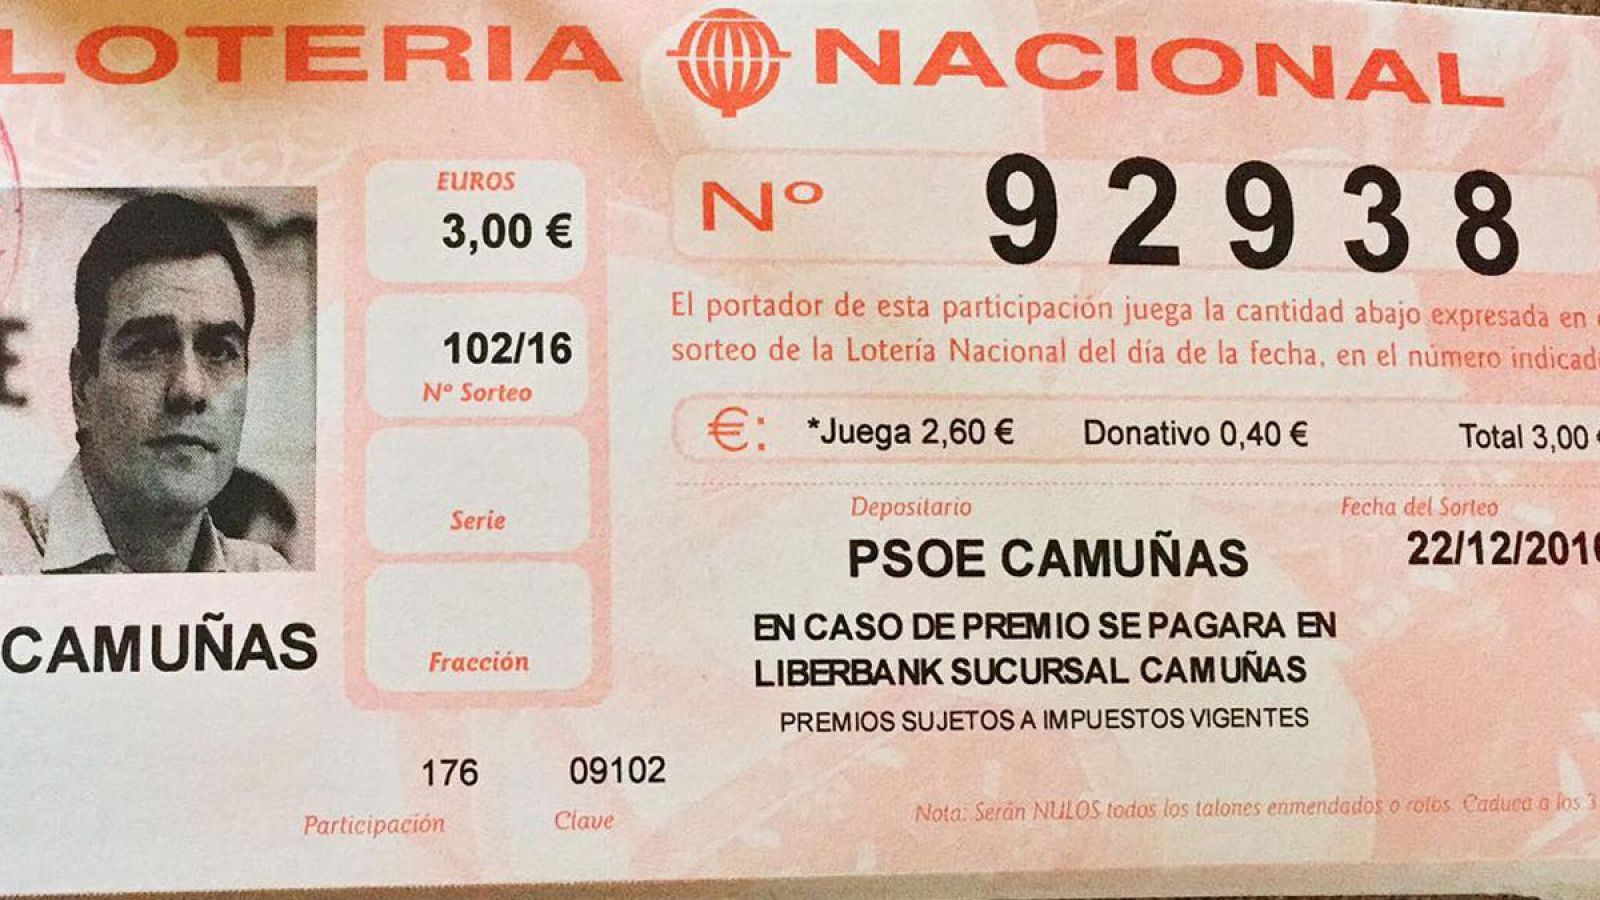 LOTERIA NACIONAL
EUROS
3,00 €
Nº 92938
El portador de esta participación juega la cantidad abajo expresada en
sorteo de la Lotería Nacional del día de la fecha, en el número indicad
102/16
Nº Sorteo
€: *Juega 2,60 € Donativo 0,40 € Total 3,00 €
Serie
Depositario
Fecha del Sorteo
PSOE CAMUÑAS
22/12/2016
EN CASO DE PREMIO SE PAGARA EN
LIBERBANK SUCURSAL CAMUÑAS
PREMIOS SUJETOS A IMPUESTOS VIGENTES
Fracción
CAMUÑAS
E
176 09102
Participación Clave
Nota: Serán NULOS todos los talones enmendados o rotos. Caduca a los 3